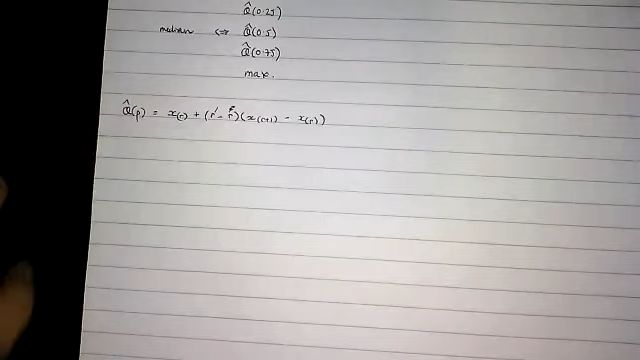 Q̂(0.25)
median ⇔ Q̂(0.5)
Q̂(0.75)
max.
Q̂(p) = x(r) + (r' - r)(x(r+1) - x(r))